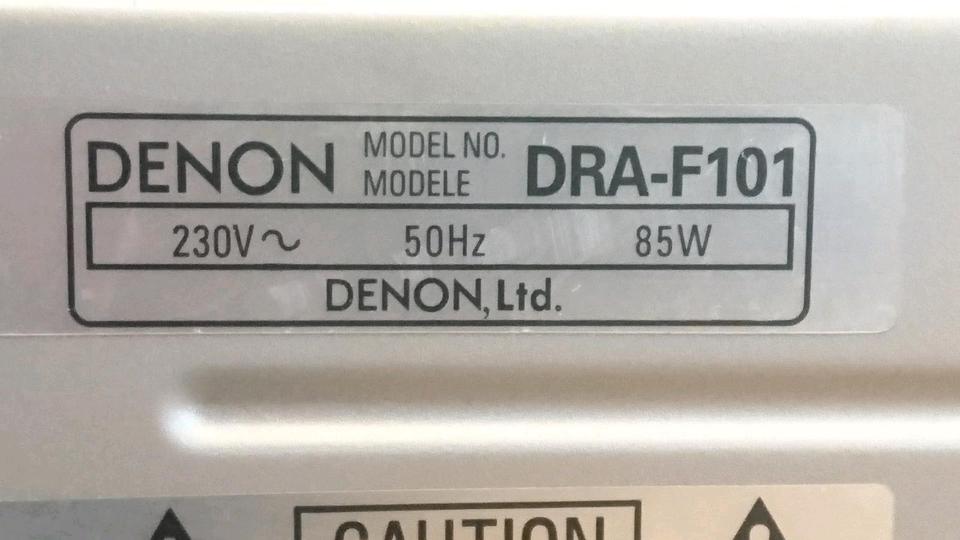 DENON MODEL NO. MODELE DRA-F101
230V~ 50Hz 85W
DENON, Ltd.
CAUTION